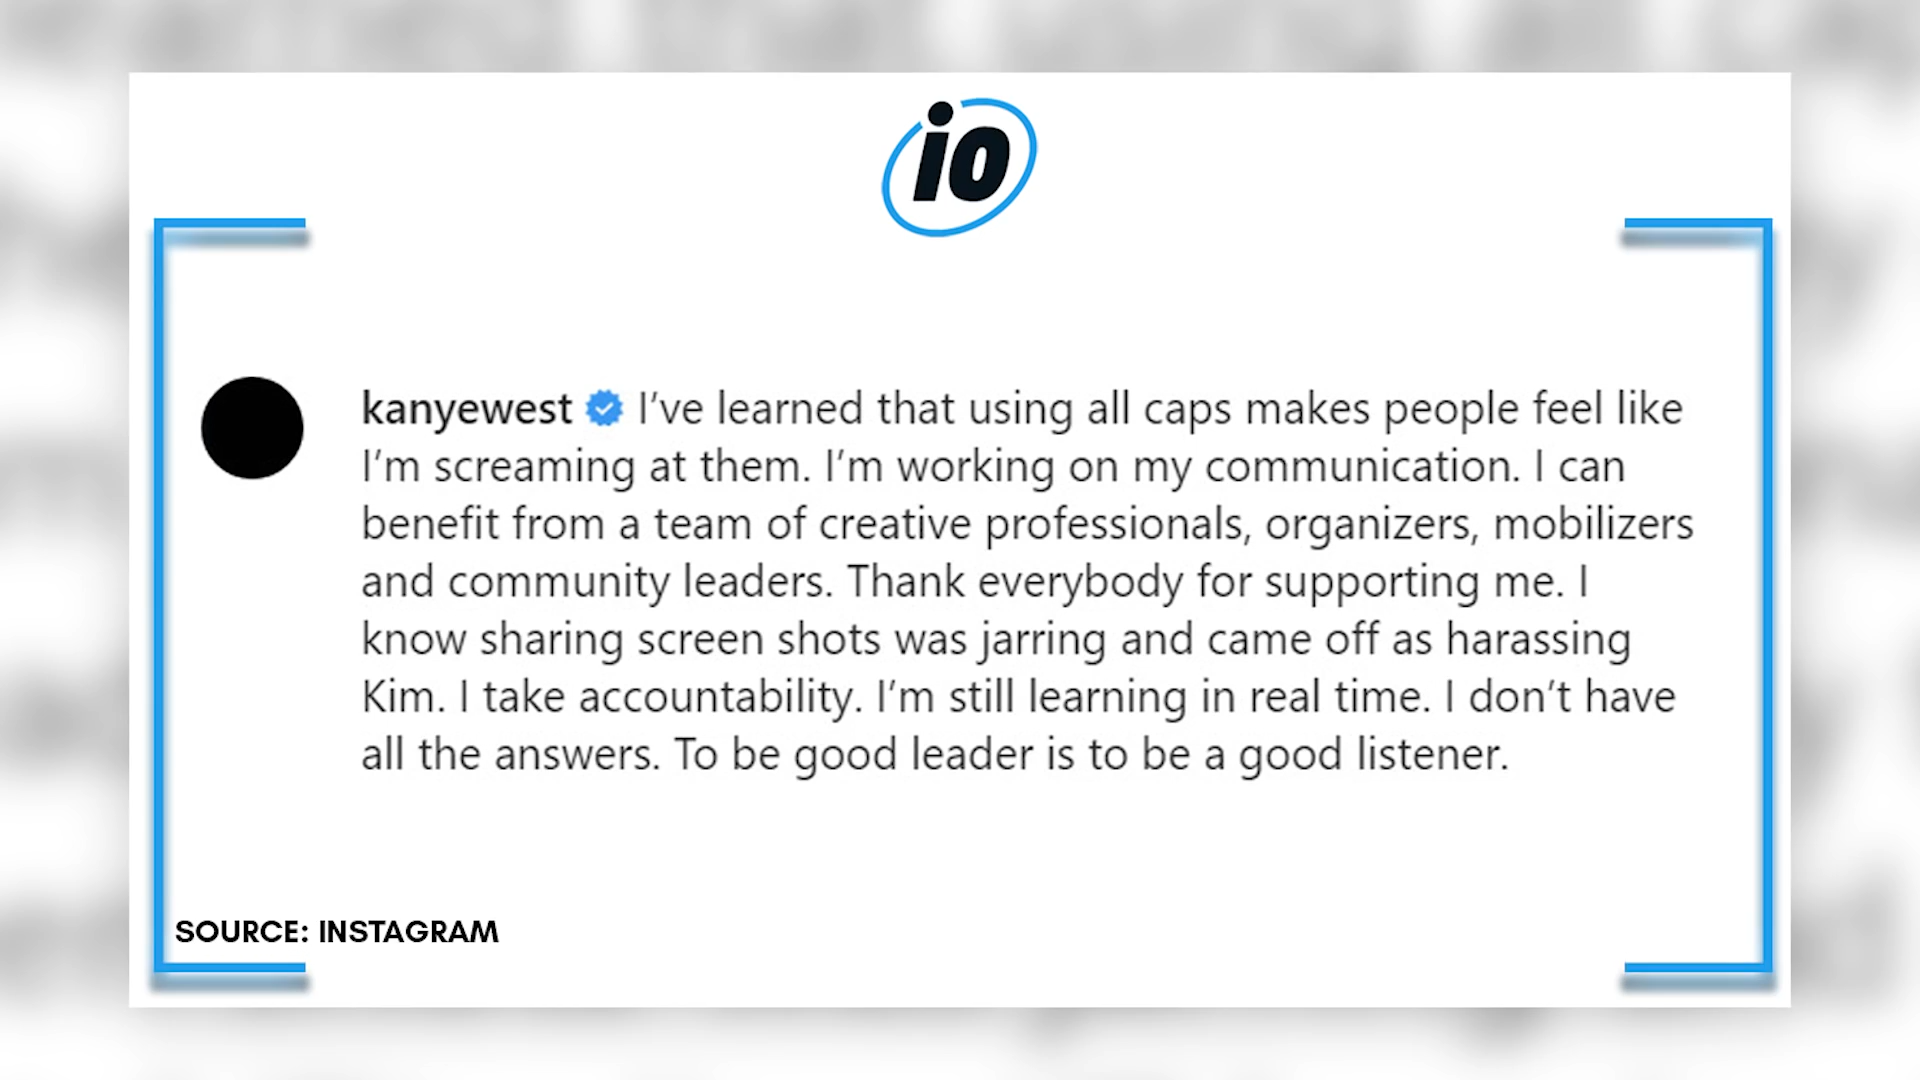 io
kanyewest I’ve learned that using all caps makes people feel like
I’m screaming at them. I’m working on my communication. I can
benefit from a team of creative professionals, organizers, mobilizers
and community leaders. Thank everybody for supporting me. I
know sharing screen shots was jarring and came off as harassing
Kim. I take accountability. I’m still learning in real time. I don’t have
all the answers. To be good leader is to be a good listener.
SOURCE: INSTAGRAM